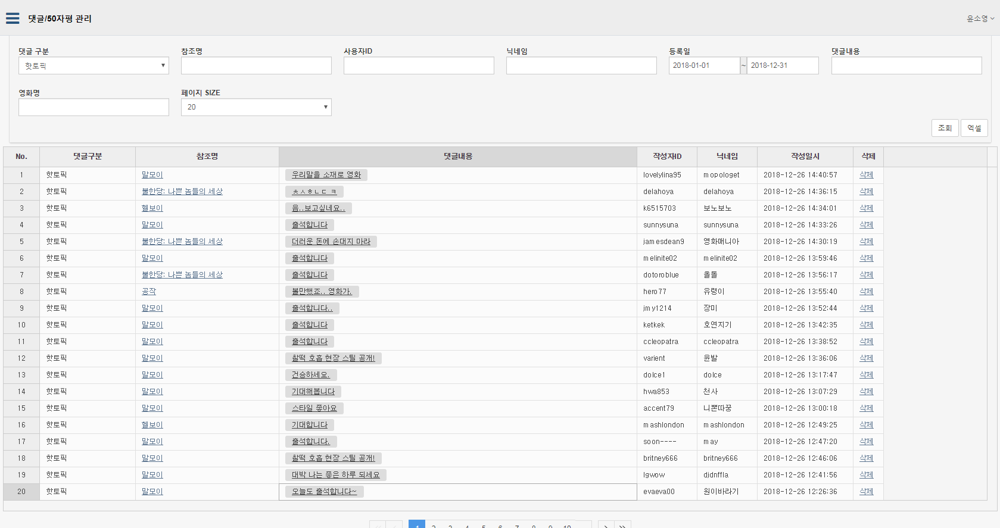 댓글/50자평 관리
윤소영
댓글 구분 참조명 사용자ID 닉네임 등록일 댓글내용
핫토픽 2018-01-01 ~ 2018-12-31
영화명 페이지 SIZE
20
조회 엑셀
No. 댓글구분 참조명 댓글내용 작성자ID 닉네임 작성일시 삭제
1 핫토픽 말모이 우리말을 소재로 영화 lovelylina95 mopologet 2018-12-26 14:40:57 삭제
2 핫토픽 불한당: 나쁜 놈들의 세상 ㅊㅅㅎㄴㄷ ㅋ delahoya delahoya 2018-12-26 14:36:15 삭제
3 핫토픽 헬보이 음..보고싶네요.. k6515703 보노보노 2018-12-26 14:34:01 삭제
4 핫토픽 말모이 출석합니다 sunnysuna sunnysuna 2018-12-26 14:33:26 삭제
5 핫토픽 불한당: 나쁜 놈들의 세상 더러운 돈에 손대지 마라 jamesdean9 영화매니아 2018-12-26 14:30:19 삭제
6 핫토픽 말모이 출석합니다 melinite02 melinite02 2018-12-26 13:59:46 삭제
7 핫토픽 불한당: 나쁜 놈들의 세상 출석합니다 dotoroblue 올돌 2018-12-26 13:56:17 삭제
8 핫토픽 공작 볼만했죠.. 영화가. hero77 유령이 2018-12-26 13:55:40 삭제
9 핫토픽 말모이 출석합니다.. jmy1214 장미 2018-12-26 13:52:44 삭제
10 핫토픽 말모이 출석합니다 ketkek 호연지기 2018-12-26 13:42:35 삭제
11 핫토픽 말모이 출석합니다 ccleopatra ccleopatra 2018-12-26 13:38:52 삭제
12 핫토픽 말모이 찰떡 호흡 현장 스틸 공개! varient 윤발 2018-12-26 13:36:06 삭제
13 핫토픽 말모이 건승하세요. dolce1 dolce 2018-12-26 13:17:47 삭제
14 핫토픽 말모이 기대해봅니다 hwa853 천사 2018-12-26 13:07:29 삭제
15 핫토픽 말모이 스타일 좋아요 accent79 니쁜따꿍 2018-12-26 13:00:18 삭제
16 핫토픽 헬보이 기대합니다 mashlondon mashlondon 2018-12-26 12:49:25 삭제
17 핫토픽 말모이 출석합니다. soon---- may 2018-12-26 12:47:20 삭제
18 핫토픽 말모이 찰떡 호흡 현장 스틸 공개! britney666 britney666 2018-12-26 12:46:06 삭제
19 핫토픽 말모이 대박 나는 좋은 하루 되세요 lgwow djdnffla 2018-12-26 12:41:56 삭제
20 핫토픽 말모이 오늘도 출석합니다~ evaeva00 원이바라기 2018-12-26 12:26:36 삭제
1 2 3 4 5 6 7 8 9 10